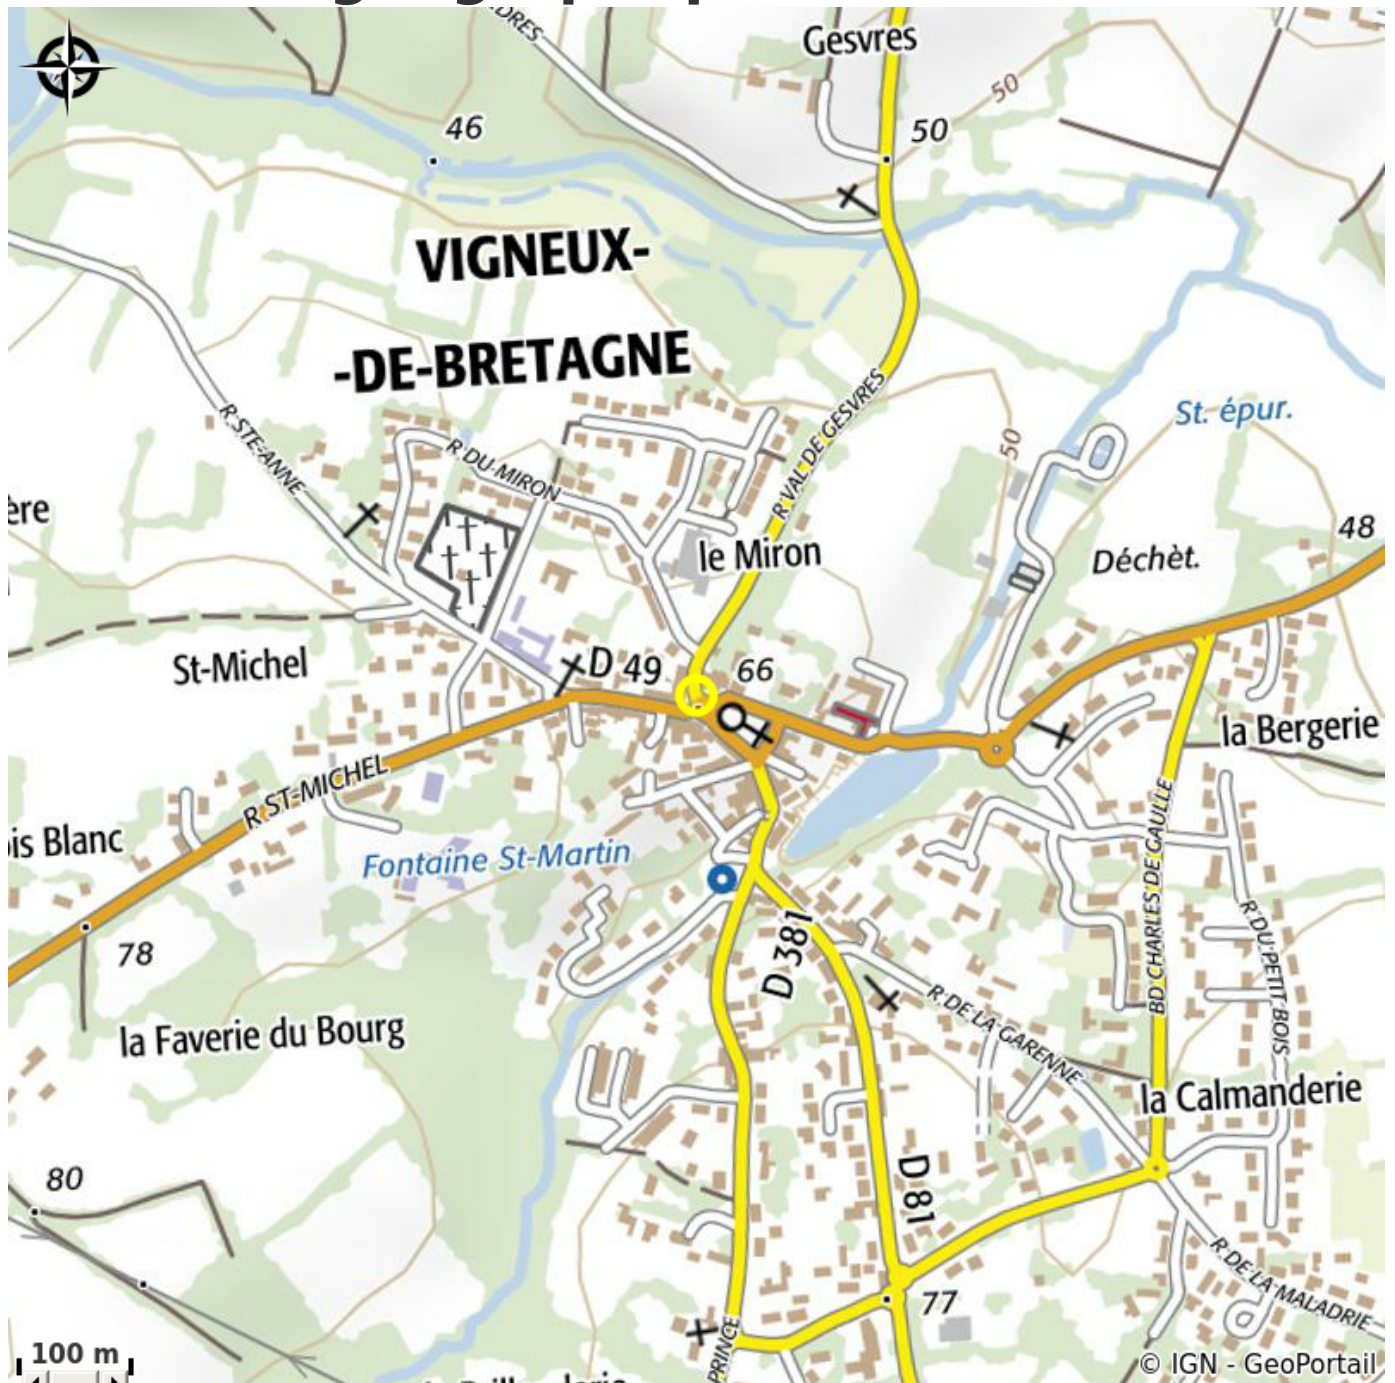 Gesvres
50
50
46
VIGNEUX-
-DE-BRETAGNE
R VAL DE GESVRES
St. épur.
50
R STE-ANNE
R DU MIRON
48
le Miron
Déchèt.
St-Michel
D 49
66
la Bergerie
R ST-MICHEL
Blanc
Fontaine St-Martin
BD CHARLES DE GAULLE
78
D 381
R DU PETIT BOIS
R DE LA GARENNE
la Faverie du Bourg
la Calmanderie
80
D 81
R DE LA MALADRIE
77
PRINCE
100 m
© IGN - GeoPortail